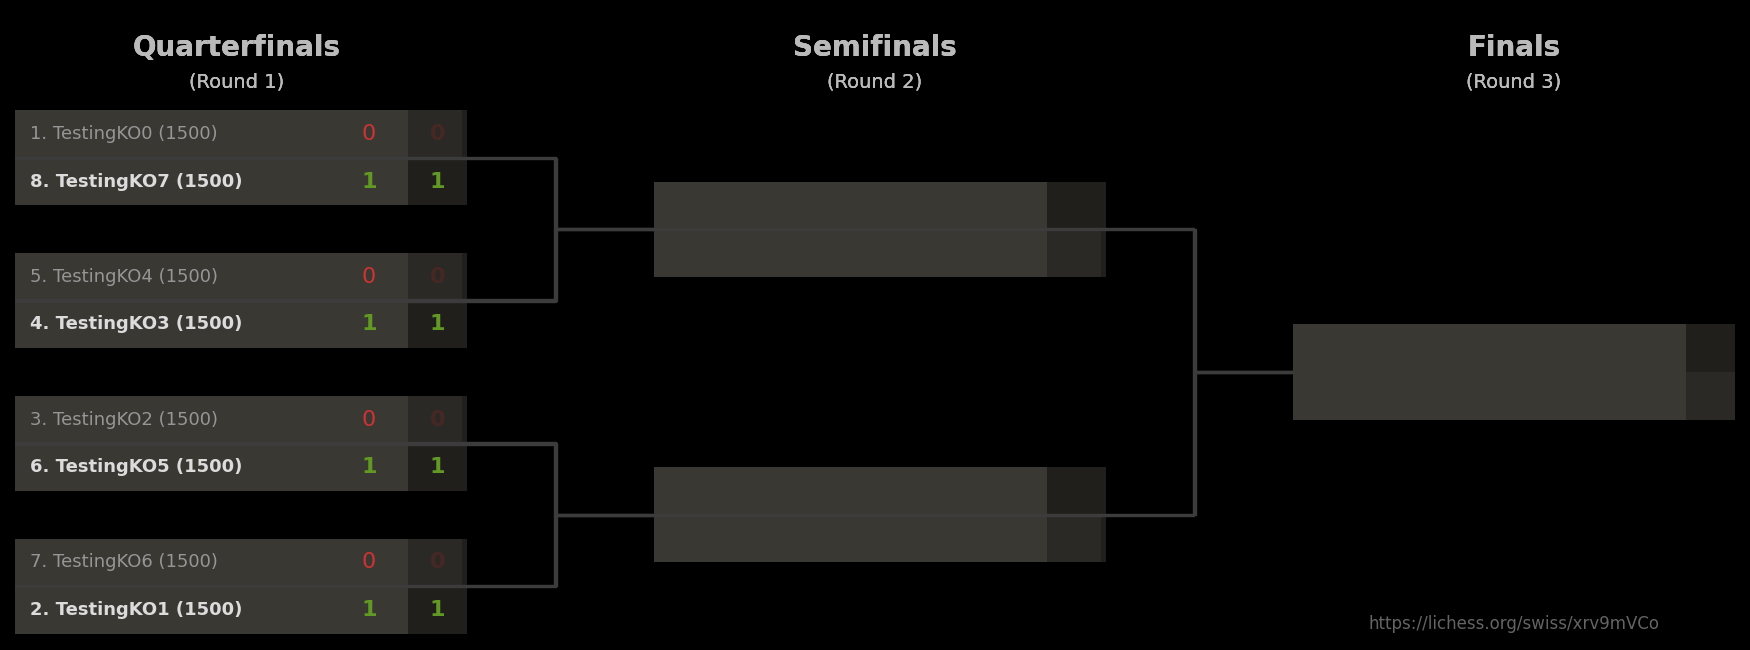 Quarterfinals
(Round 1)
Semifinals
(Round 2)
Finals
(Round 3)
1. TestingKO0 (1500) 0 0
8. TestingKO7 (1500) 1 1
5. TestingKO4 (1500) 0 0
4. TestingKO3 (1500) 1 1
3. TestingKO2 (1500) 0 0
6. TestingKO5 (1500) 1 1
7. TestingKO6 (1500) 0 0
2. TestingKO1 (1500) 1 1
https://lichess.org/swiss/xrv9mVCo